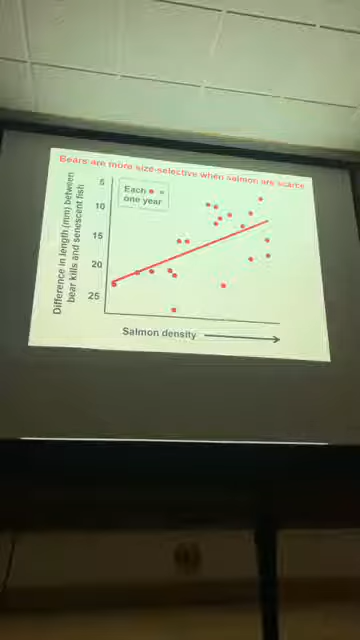 Bears are more size-selective when salmon are scarce
Each • =
one year
Difference in length (mm) between
bear kills and senescent fish
5
10
15
20
25
Salmon density